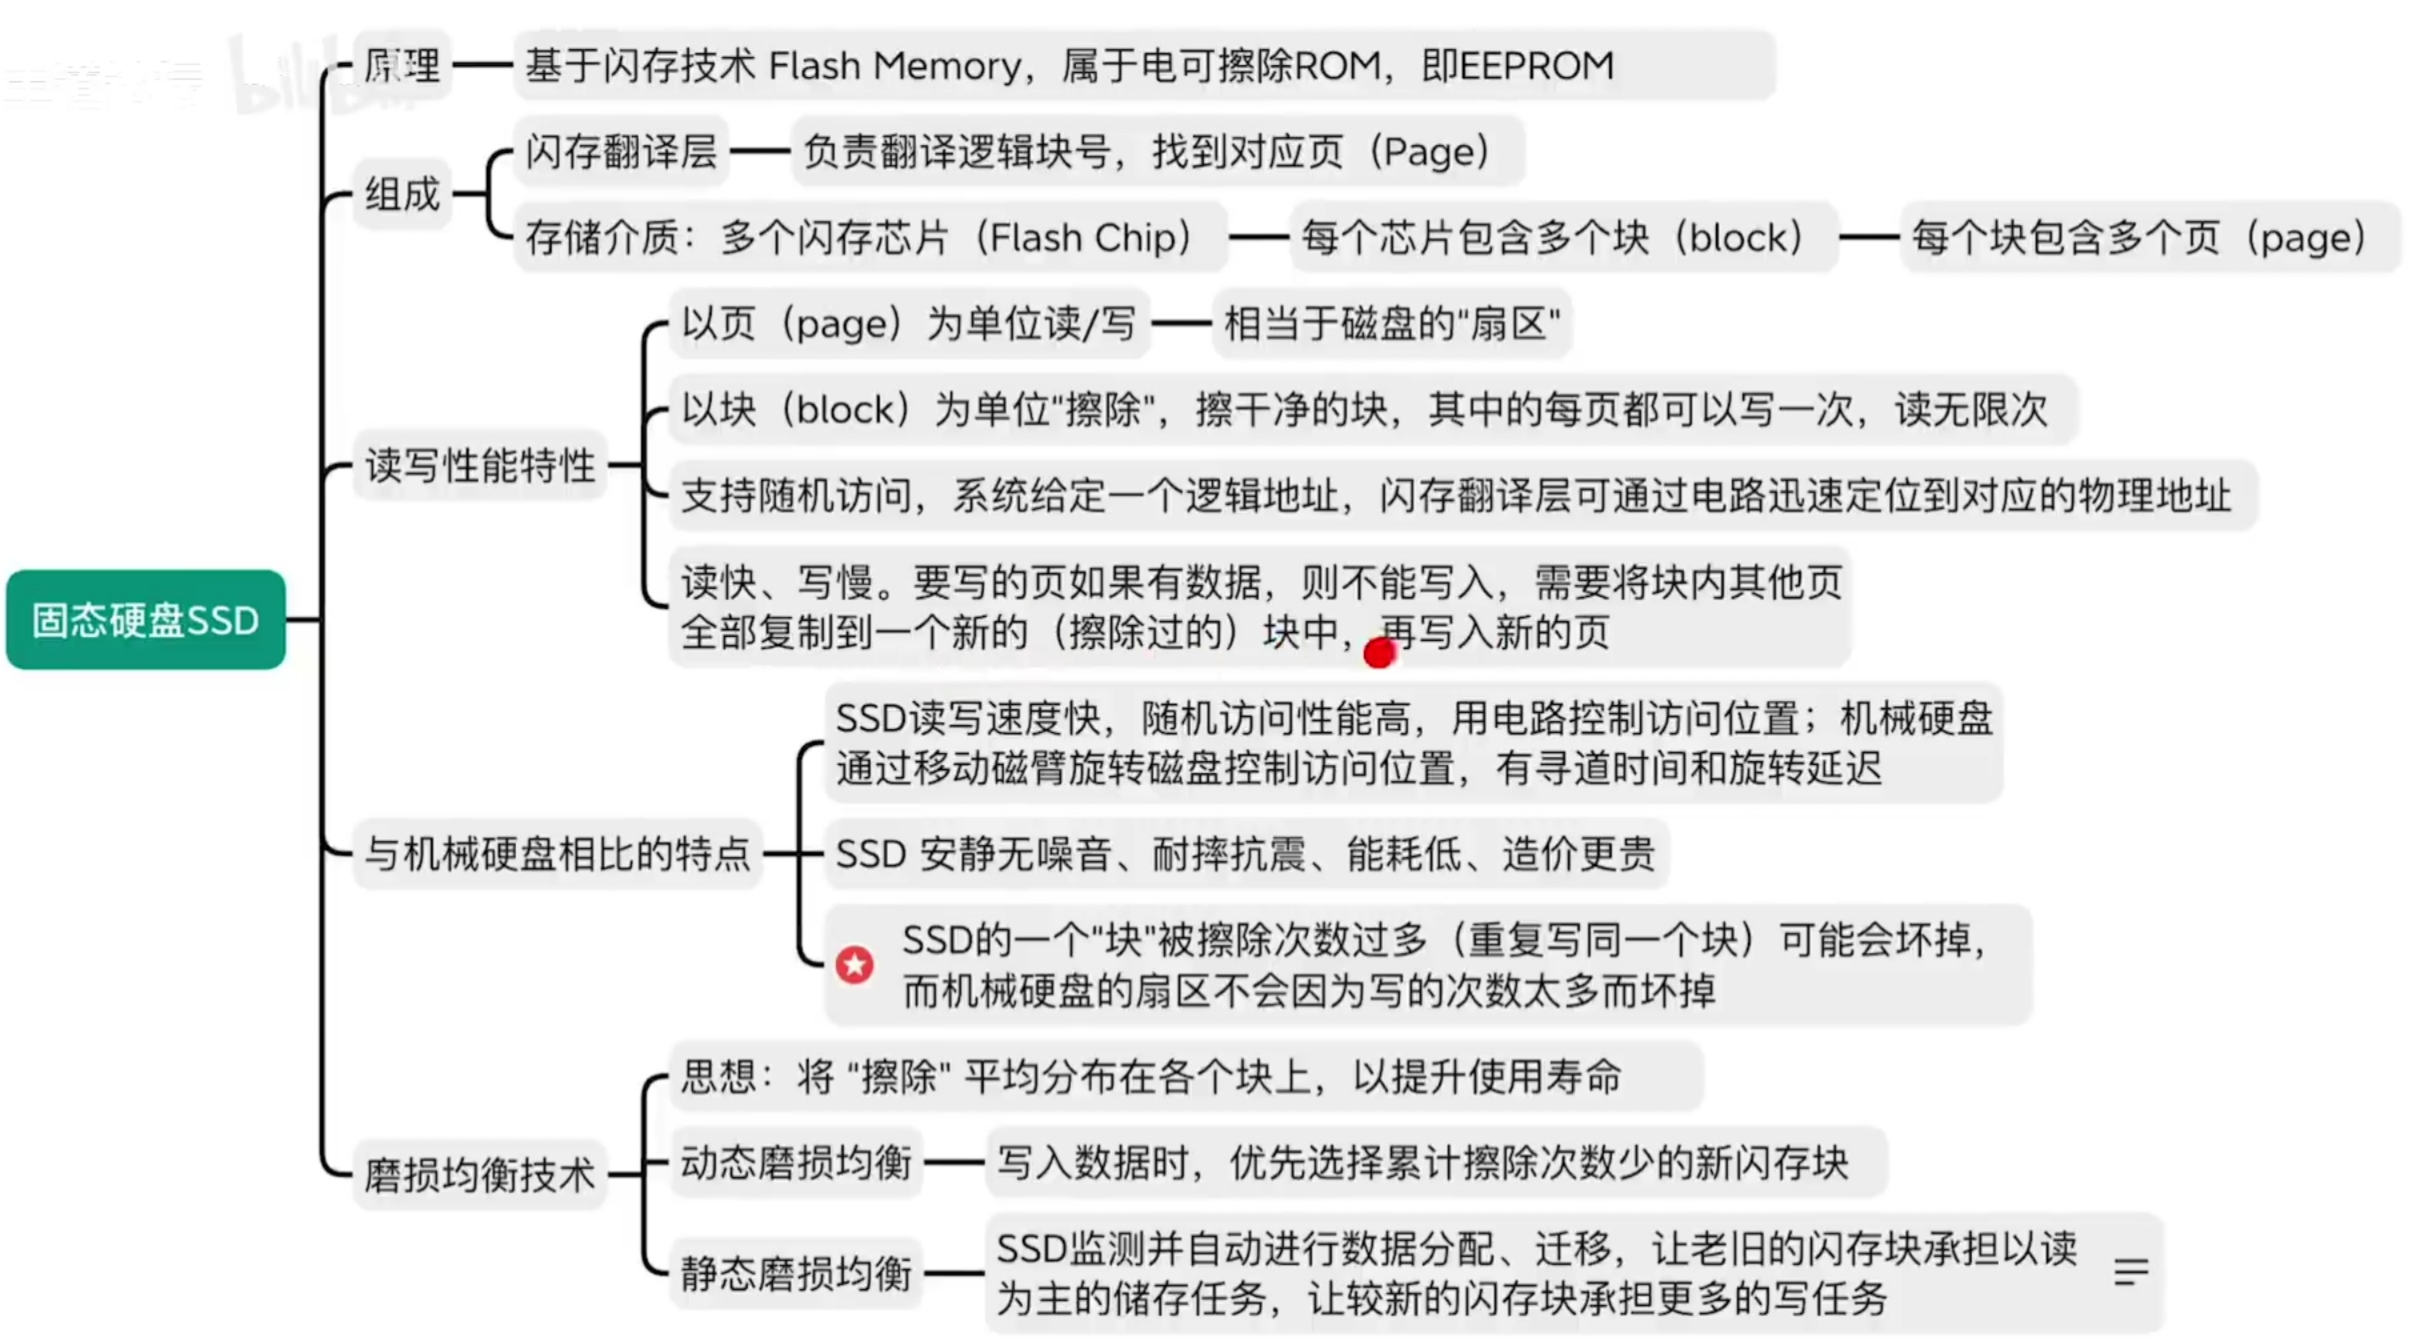 原理
基于闪存技术 Flash Memory，属于电可擦除ROM，即EEPROM
bilibili
组成
闪存翻译层
负责翻译逻辑块号，找到对应页（Page）
存储介质：多个闪存芯片（Flash Chip）
每个芯片包含多个块（block）
每个块包含多个页（page）
读写性能特性
以页（page）为单位读/写
相当于磁盘的“扇区"
以块（block）为单位“擦除"，擦干净的块，其中的每页都可以写一次，读无限次
支持随机访问，系统给定一个逻辑地址，闪存翻译层可通过电路迅速定位到对应的物理地址
读快、写慢。要写的页如果有数据，则不能写入，需要将块内其他页
全部复制到一个新的（擦除过的）块中，再写入新的页
固态硬盘SSD
与机械硬盘相比的特点
SSD读写速度快，随机访问性能高，用电路控制访问位置；机械硬盘
通过移动磁臂旋转磁盘控制访问位置，有寻道时间和旋转延迟
SSD 安静无噪音、耐摔抗震、能耗低、造价更贵
SSD的一个“块"被擦除次数过多（重复写同一个块）可能会坏掉，
而机械硬盘的扇区不会因为写的次数太多而坏掉
磨损均衡技术
思想：将 “擦除" 平均分布在各个块上，以提升使用寿命
动态磨损均衡
写入数据时，优先选择累计擦除次数少的新闪存块
静态磨损均衡
SSD监测并自动进行数据分配、迁移，让老旧的闪存块承担以读
为主的储存任务，让较新的闪存块承担更多的写任务